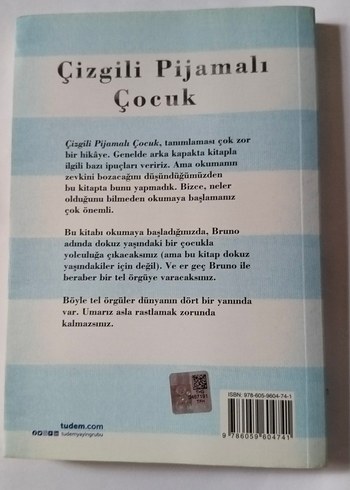 Çizgili Pijamalı
Çocuk
Çizgili Pijamalı Çocuk, tanımlaması çok zor
bir hikâye. Genelde arka kapakta kitapla
ilgili bazı ipuçları veririz. Ama okumanın
zevkini bozacağını düşündüğümüzden
bu kitapta bunu yapmadık. Bizce, neler
olduğunu bilmeden okumaya başlamanız
çok önemli.
Bu kitabı okumaya başladığınızda, Bruno
adında dokuz yaşındaki bir çocukla
yolculuğa çıkacaksınız (ama bu kitap dokuz
yaşındakiler için değil). Ve er geç Bruno ile
beraber bir tel örgüye varacaksınız.
Böyle tel örgüler dünyanın dört bir yanında
var. Umarız asla rastlamak zorunda
kalmazsınız.
tudem.com
tudemyayingrubu
ISBN: 978-605-9604-74-1
9 786059 604741